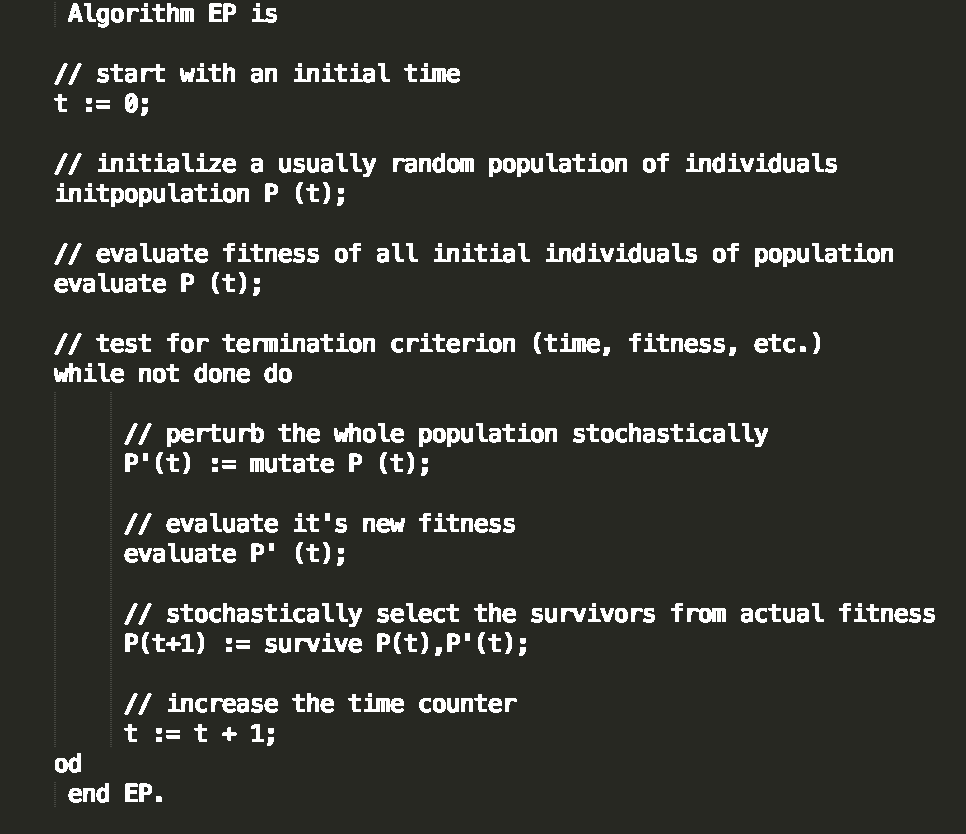 Algorithm EP is
// start with an initial time
t := 0;
// initialize a usually random population of individuals
initpopulation P (t);
// evaluate fitness of all initial individuals of population
evaluate P (t);
// test for termination criterion (time, fitness, etc.)
while not done do
// perturb the whole population stochastically
P'(t) := mutate P (t);
// evaluate it's new fitness
evaluate P' (t);
// stochastically select the survivors from actual fitness
P(t+1) := survive P(t),P'(t);
// increase the time counter
t := t + 1;
od
end EP.